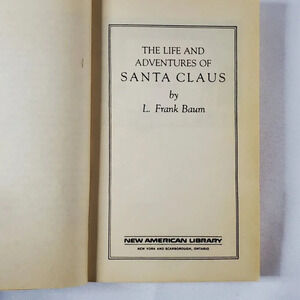 THE LIFE AND
ADVENTURES OF
SANTA CLAUS
by
L. Frank Baum
NEW AMERICAN LIBRARY
NEW YORK AND SCARBOROUGH, ONTARIO